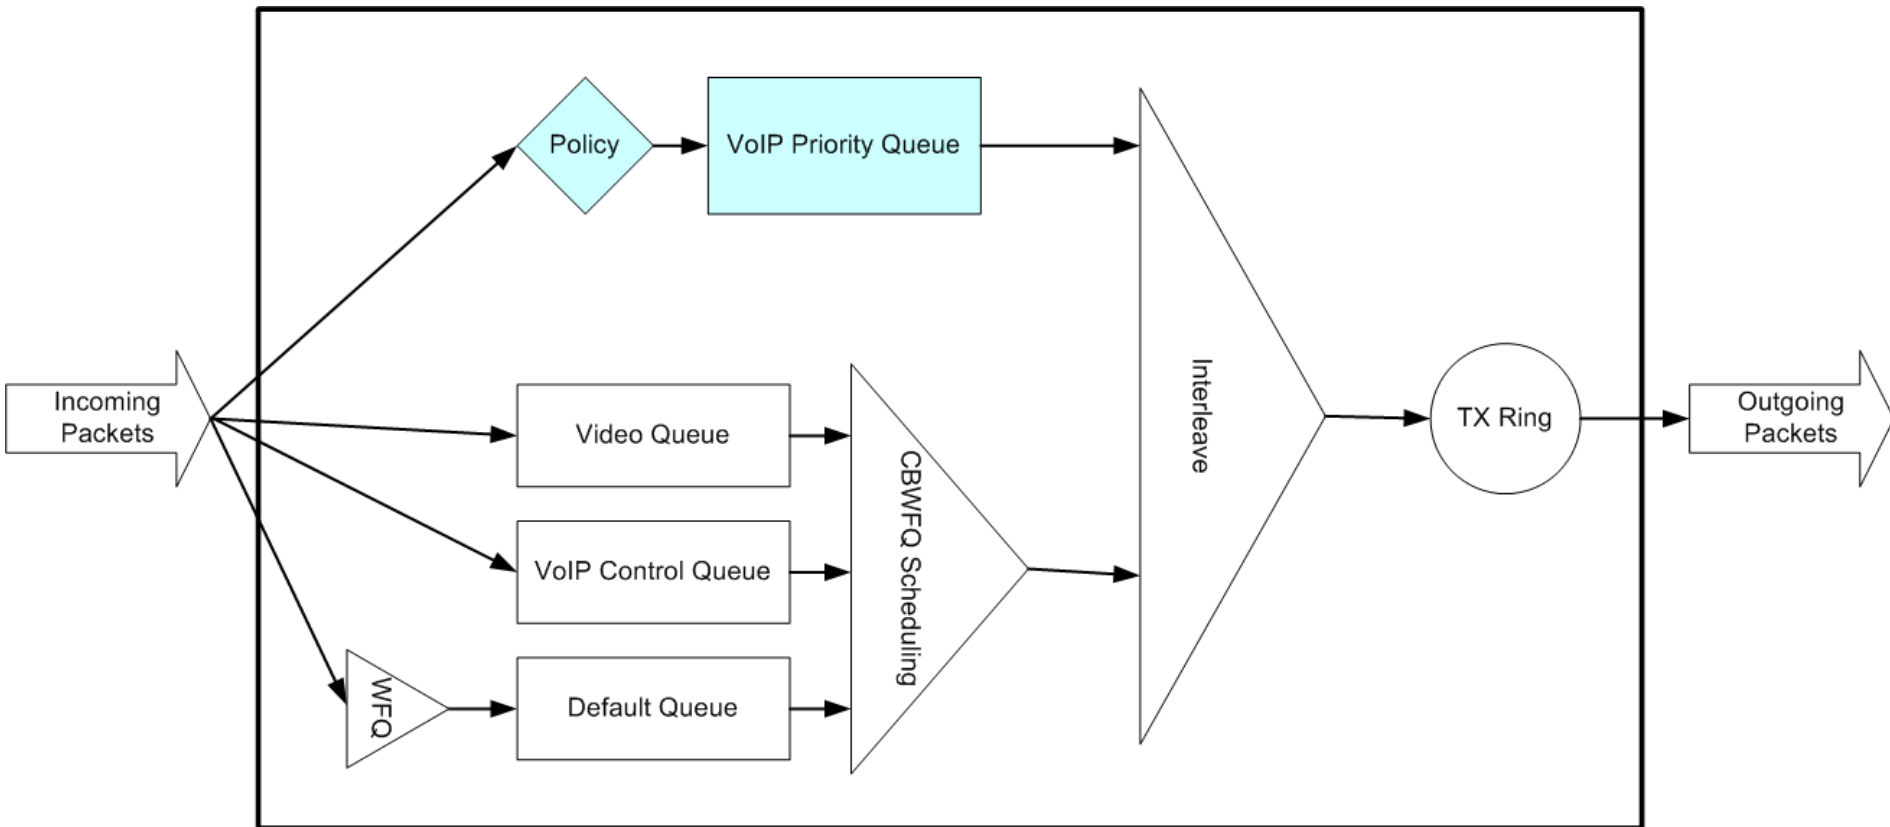 Policy
VoIP Priority Queue
Incoming
Packets
Video Queue
VoIP Control Queue
WFQ
Default Queue
CBWFQ Scheduling
Interleave
TX Ring
Outgoing
Packets